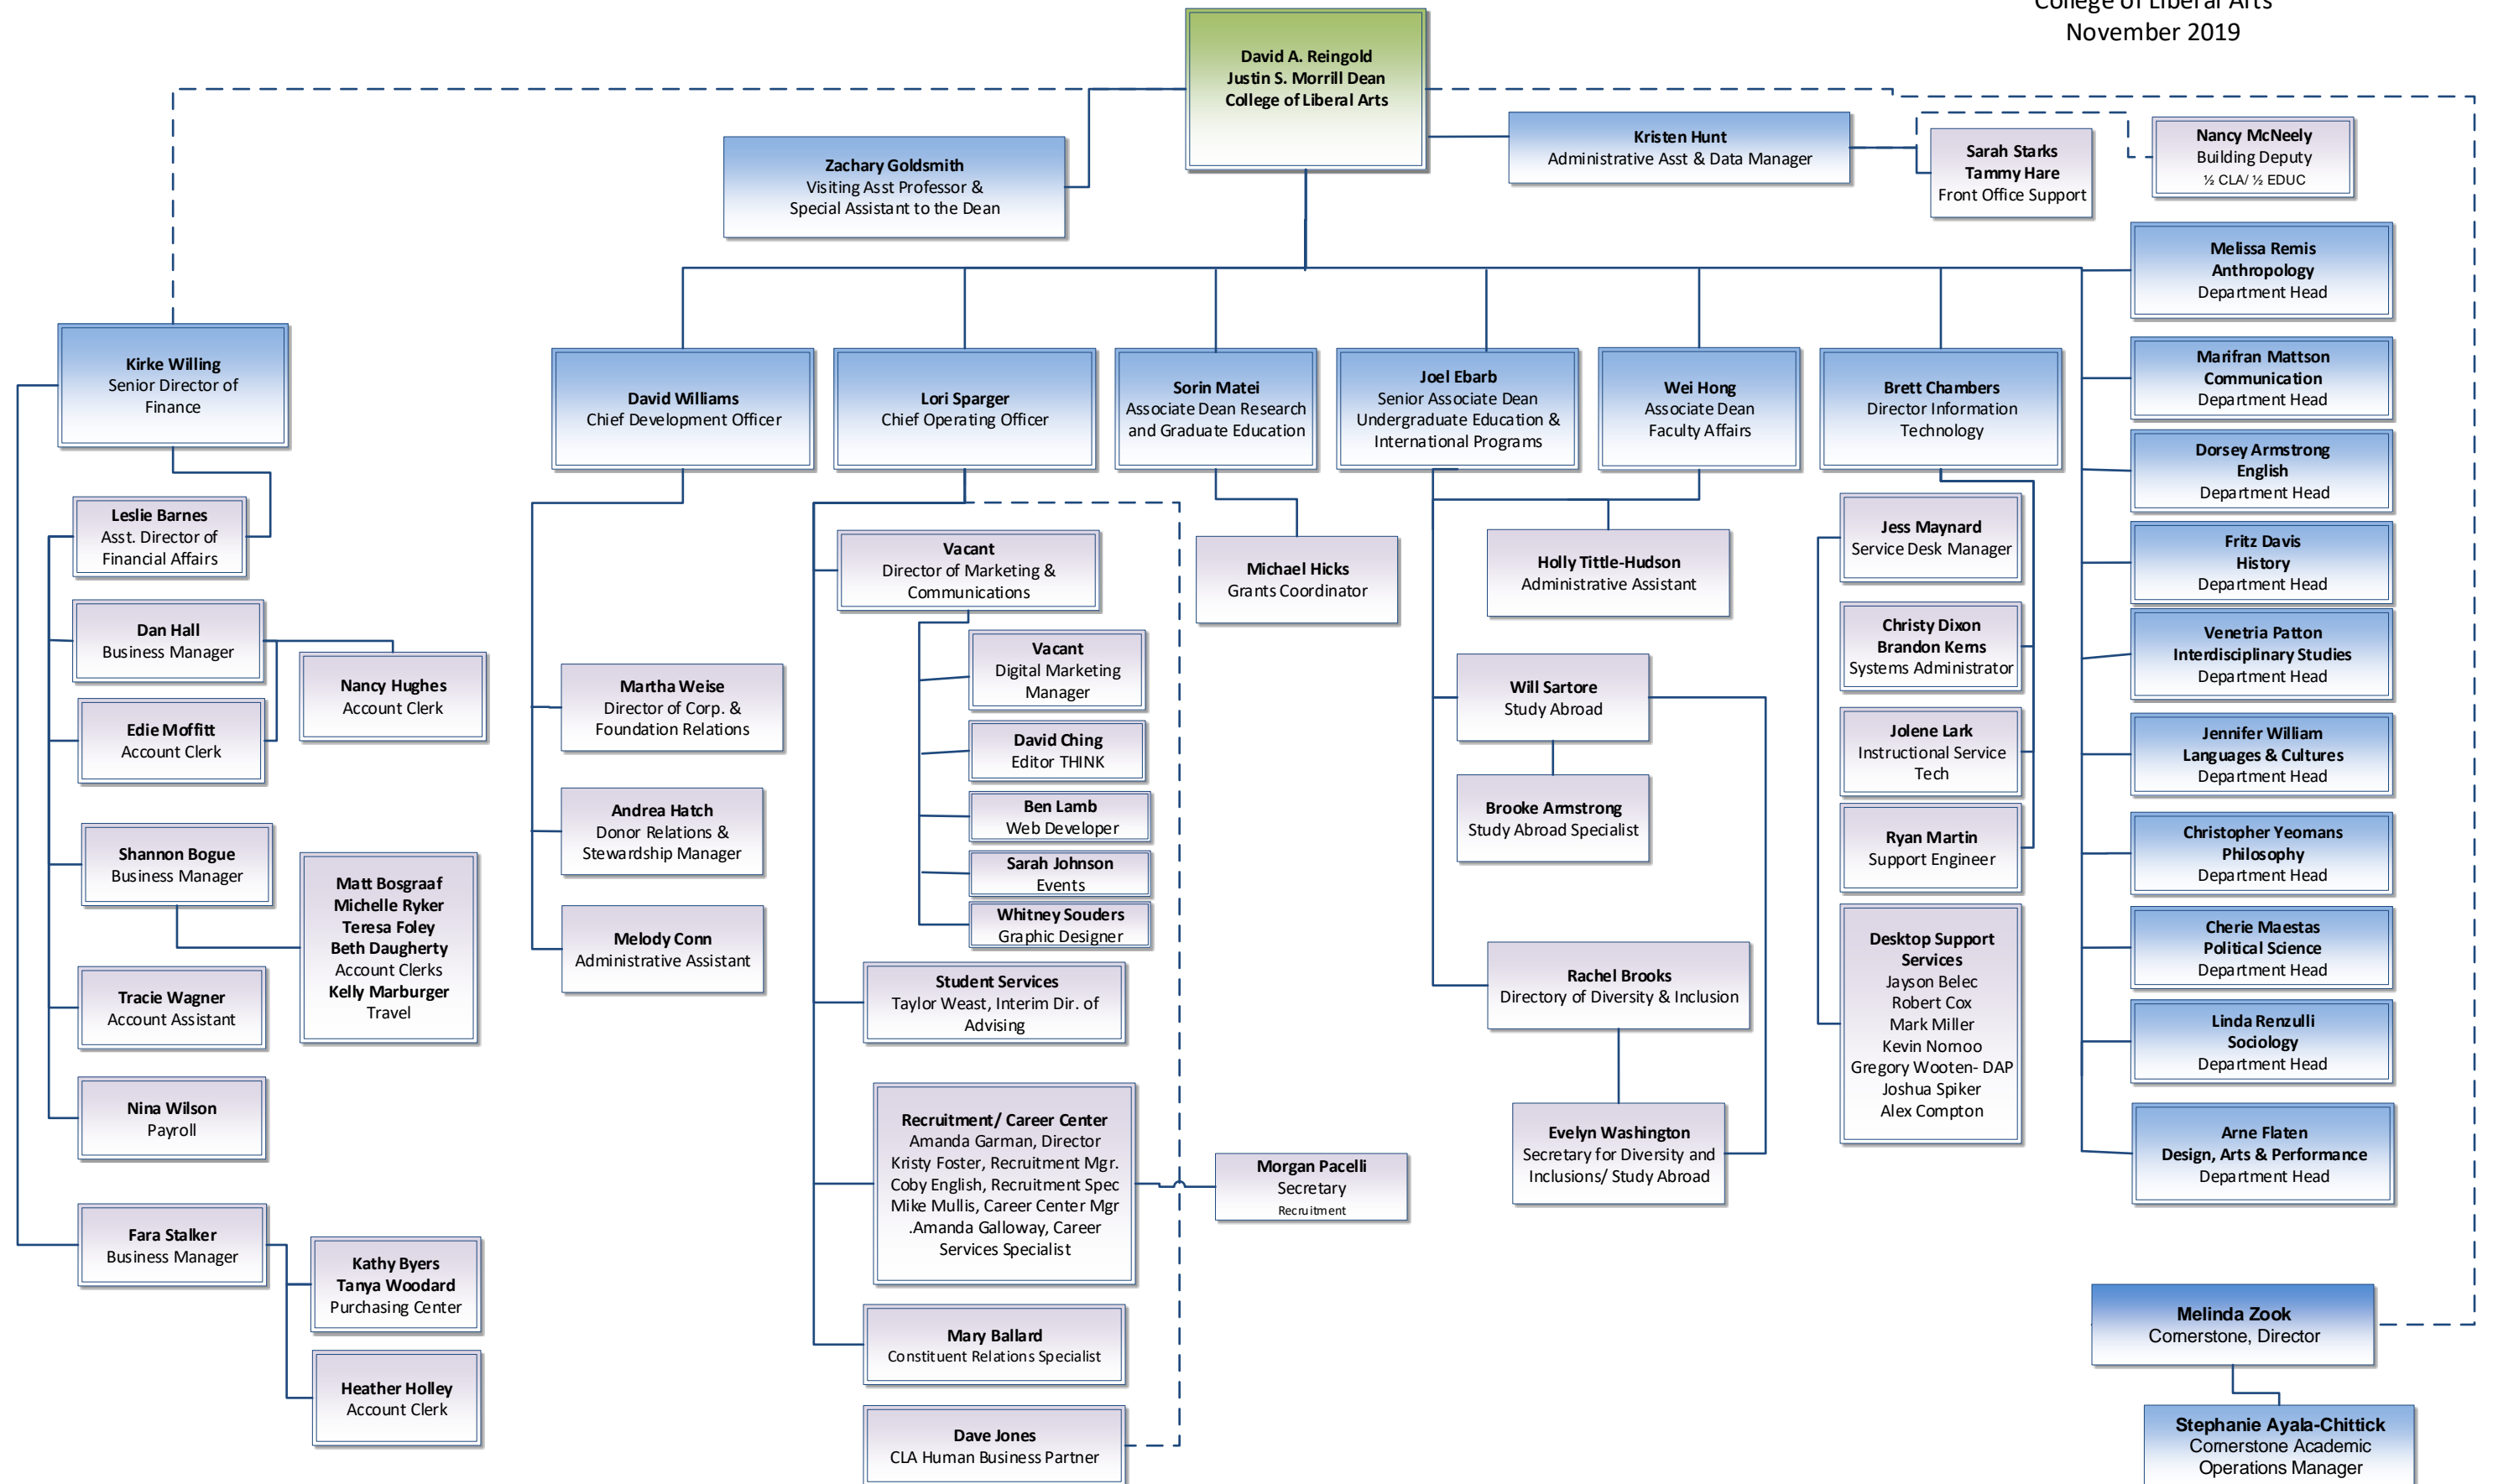 College of Liberal Arts
November 2019
David A. Reingold
Justin S. Morrill Dean
College of Liberal Arts
Zachary Goldsmith
Visiting Asst Professor &
Special Assistant to the Dean
Kristen Hunt
Administrative Asst & Data Manager
Sarah Starks
Tammy Hare
Front Office Support
Nancy McNeely
Building Deputy
½ CLA/ ½ EDUC
Kirke Willing
Senior Director of
Finance
Leslie Barnes
Asst. Director of
Financial Affairs
Dan Hall
Business Manager
Nancy Hughes
Account Clerk
Edie Moffitt
Account Clerk
Shannon Bogue
Business Manager
Matt Bosgraaf
Michelle Ryker
Teresa Foley
Beth Daugherty
Account Clerks
Kelly Marburger
Travel
Tracie Wagner
Account Assistant
Nina Wilson
Payroll
Fara Stalker
Business Manager
Kathy Byers
Tanya Woodard
Purchasing Center
Heather Holley
Account Clerk
David Williams
Chief Development Officer
Martha Weise
Director of Corp. &
Foundation Relations
Andrea Hatch
Donor Relations &
Stewardship Manager
Melody Conn
Administrative Assistant
Lori Sparger
Chief Operating Officer
Vacant
Director of Marketing &
Communications
Vacant
Digital Marketing
Manager
David Ching
Editor THINK
Ben Lamb
Web Developer
Sarah Johnson
Events
Whitney Souders
Graphic Designer
Student Services
Taylor Weast, Interim Dir. of
Advising
Recruitment/ Career Center
Amanda Garman, Director
Kristy Foster, Recruitment Mgr.
Coby English, Recruitment Spec
Mike Mullis, Career Center Mgr
.Amanda Galloway, Career
Services Specialist
Morgan Pacelli
Secretary
Recruitment
Mary Ballard
Constituent Relations Specialist
Dave Jones
CLA Human Business Partner
Sorin Matei
Associate Dean Research
and Graduate Education
Michael Hicks
Grants Coordinator
Joel Ebarb
Senior Associate Dean
Undergraduate Education &
International Programs
Wei Hong
Associate Dean
Faculty Affairs
Holly Tittle-Hudson
Administrative Assistant
Will Sartore
Study Abroad
Brooke Armstrong
Study Abroad Specialist
Rachel Brooks
Directory of Diversity & Inclusion
Evelyn Washington
Secretary for Diversity and
Inclusions/ Study Abroad
Brett Chambers
Director Information
Technology
Jess Maynard
Service Desk Manager
Christy Dixon
Brandon Kerns
Systems Administrator
Jolene Lark
Instructional Service
Tech
Ryan Martin
Support Engineer
Desktop Support
Services
Jayson Belec
Robert Cox
Mark Miller
Kevin Nomoo
Gregory Wooten- DAP
Joshua Spiker
Alex Compton
Melissa Remis
Anthropology
Department Head
Marifran Mattson
Communication
Department Head
Dorsey Armstrong
English
Department Head
Fritz Davis
History
Department Head
Venetria Patton
Interdisciplinary Studies
Department Head
Jennifer William
Languages & Cultures
Department Head
Christopher Yeomans
Philosophy
Department Head
Cherie Maestas
Political Science
Department Head
Linda Renzulli
Sociology
Department Head
Arne Flaten
Design, Arts & Performance
Department Head
Melinda Zook
Cornerstone, Director
Stephanie Ayala-Chittick
Cornerstone Academic
Operations Manager